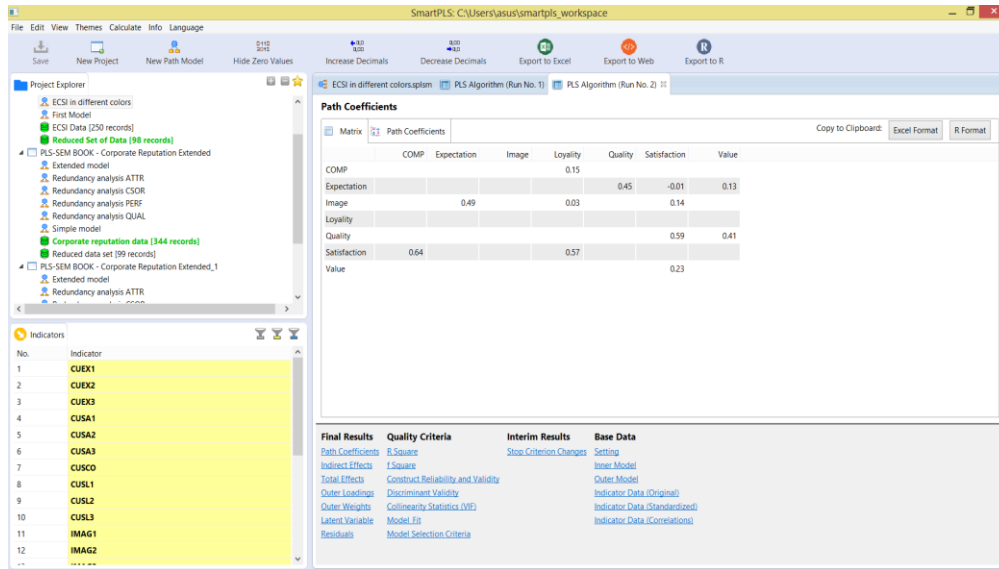 SmartPLS: C:\Users\asus\smartpls_workspace
File Edit View Themes Calculate Info Language
Save New Project New Path Model Hide Zero Values Increase Decimals Decrease Decimals Export to Excel Export to Web Export to R
Project Explorer
ECSI in different colors
First Model
ECSI Data [250 records]
Reduced Set of Data [98 records]
PLS-SEM BOOK - Corporate Reputation Extended
Extended model
Redundancy analysis ATTR
Redundancy analysis CSOR
Redundancy analysis PERF
Redundancy analysis QUAL
Simple model
Corporate reputation data [344 records]
Reduced data set [99 records]
PLS-SEM BOOK - Corporate Reputation Extended_1
Extended model
Redundancy analysis ATTR
Indicators
No. Indicator
1 CUEX1
2 CUEX2
3 CUEX3
4 CUSA1
5 CUSA2
6 CUSA3
7 CUSCO
8 CUSL1
9 CUSL2
10 CUSL3
11 IMAG1
12 IMAG2
ECSI in different colors.splsm PLS Algorithm (Run No. 1) PLS Algorithm (Run No. 2)
Path Coefficients
Matrix Path Coefficients Copy to Clipboard: Excel Format R Format
COMP Expectation Image Loyality Quality Satisfaction Value
COMP 0.15
Expectation 0.45 -0.01 0.13
Image 0.49 0.03 0.14
Loyality
Quality 0.59 0.41
Satisfaction 0.64 0.57
Value 0.23
Final Results Quality Criteria Interim Results Base Data
Path Coefficients R Square Stop Criterion Changes Setting
Indirect Effects f Square Inner Model
Total Effects Construct Reliability and Validity Outer Model
Outer Loadings Discriminant Validity Indicator Data (Original)
Outer Weights Collinearity Statistics (VIF) Indicator Data (Standardized)
Latent Variable Model_Fit Indicator Data (Correlations)
Residuals Model Selection Criteria